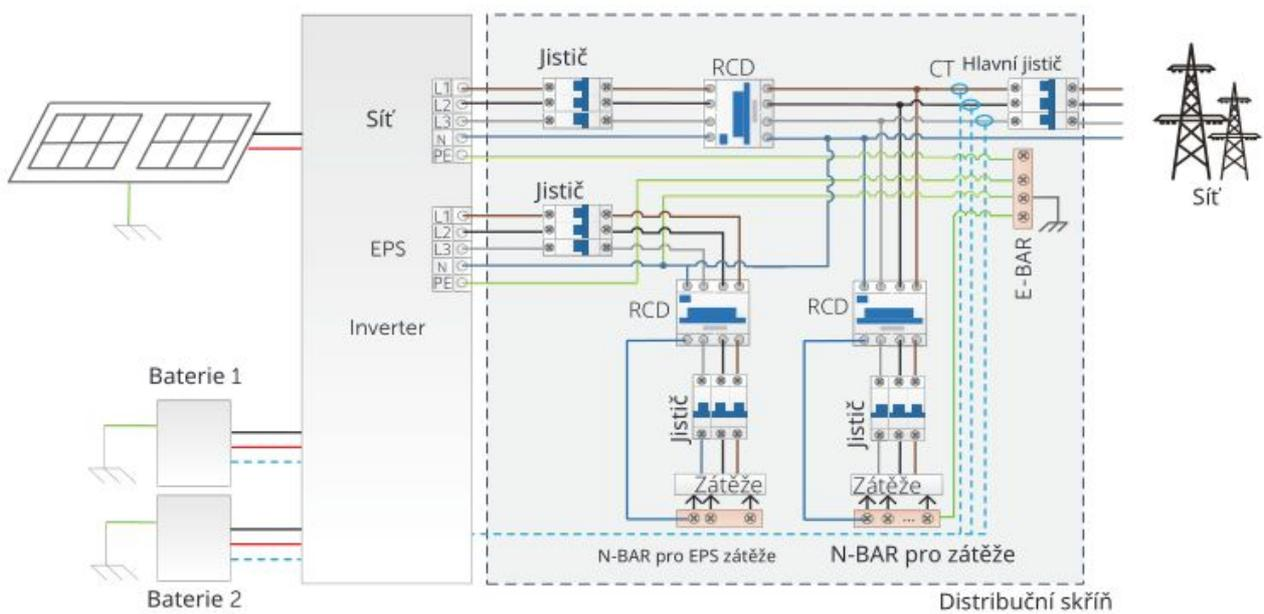 Jistič
RCD
CT
Hlavní jistič
Síť
L1
L2
L3
N
PE
Síť
Jistič
EPS
L1
L2
L3
N
PE
E-BAR
RCD
RCD
Inverter
Baterie 1
Jistič
Jistič
Zátěže
Zátěže
...
N-BAR pro EPS zátěže
N-BAR pro zátěže
Baterie 2
Distribuční skříň